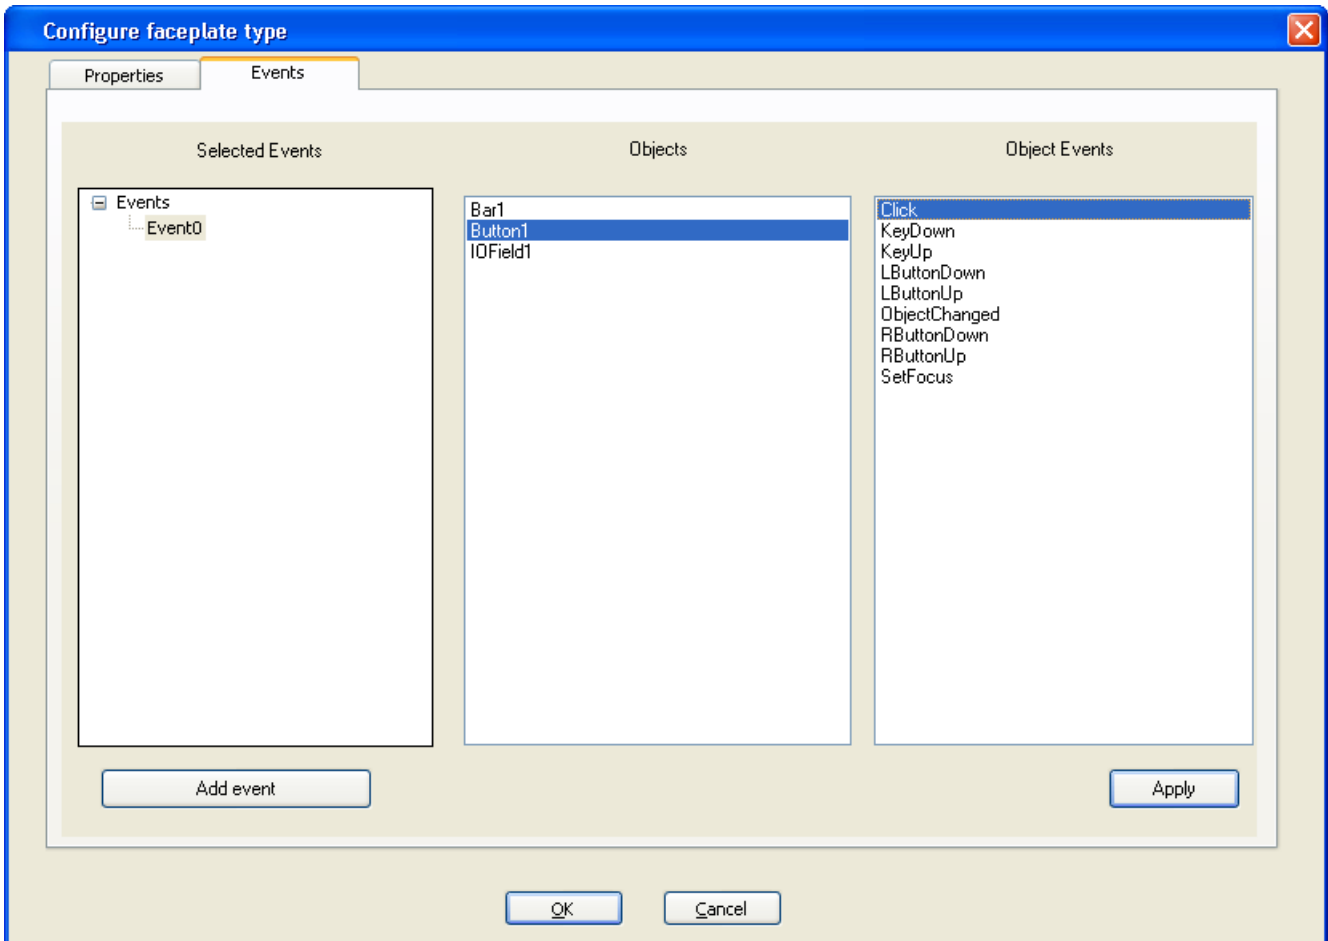 Configure faceplate type
Properties
Events
Selected Events
Objects
Object Events
Events
Event0
Bar1
Button1
IOField1
Click
KeyDown
KeyUp
LButtonDown
LButtonUp
ObjectChanged
RButtonDown
RButtonUp
SetFocus
Add event
Apply
OK
Cancel